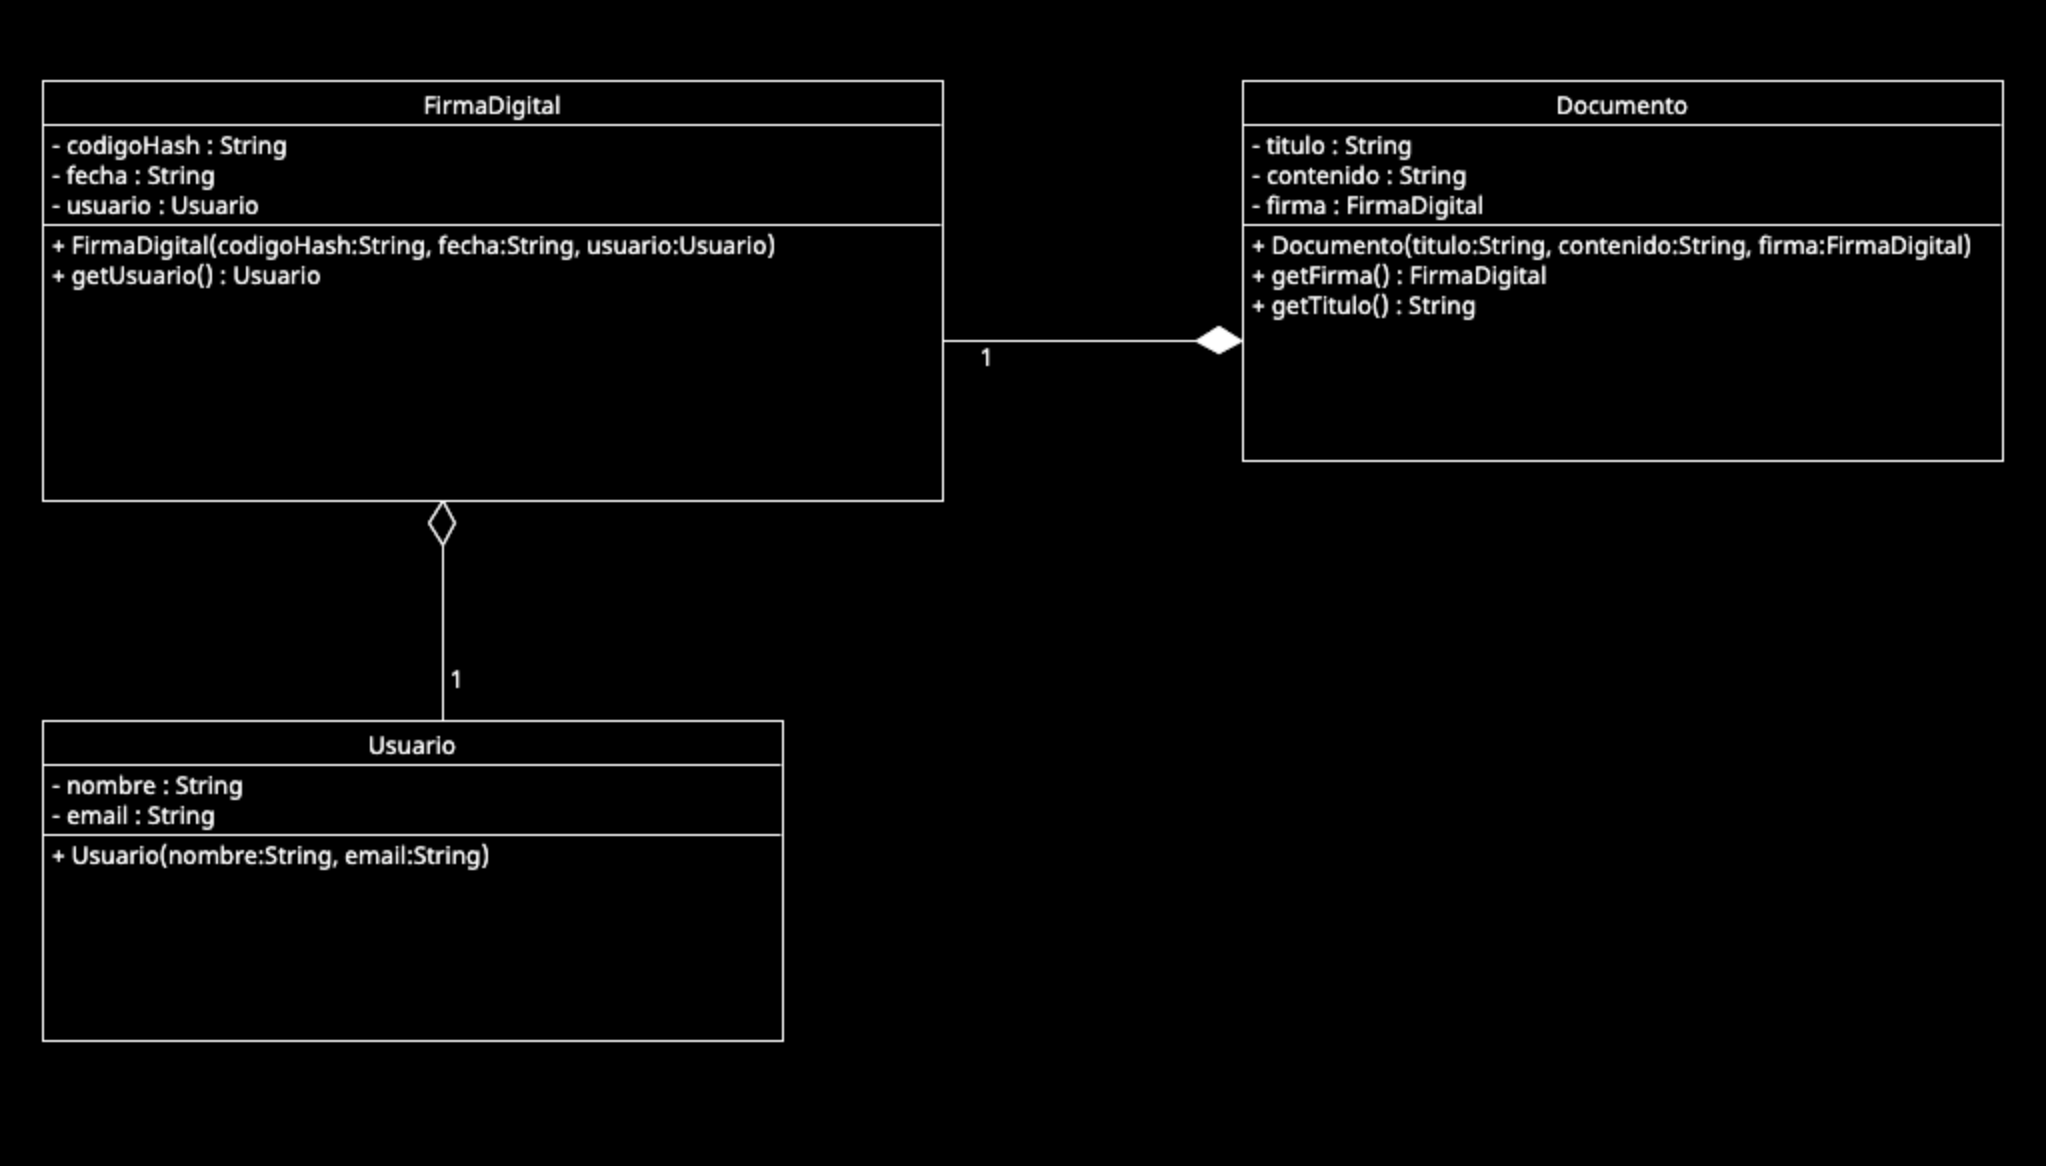 FirmaDigital
- codigoHash : String
- fecha : String
- usuario : Usuario
+ FirmaDigital(codigoHash:String, fecha:String, usuario:Usuario)
+ getUsuario() : Usuario
1
Documento
- titulo : String
- contenido : String
- firma : FirmaDigital
+ Documento(titulo:String, contenido:String, firma:FirmaDigital)
+ getFirma() : FirmaDigital
+ getTitulo() : String
1
Usuario
- nombre : String
- email : String
+ Usuario(nombre:String, email:String)